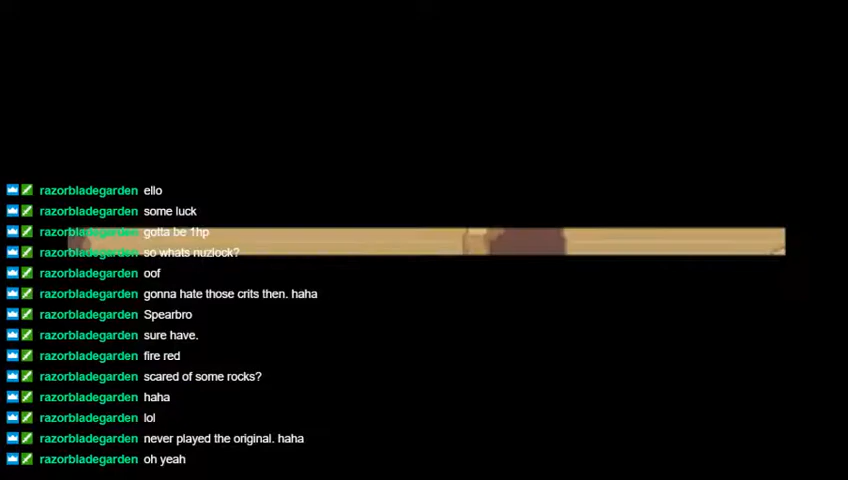 razorbladegarden ello
razorbladegarden some luck
razorbladegarden gotta be 1hp
razorbladegarden so whats nuzlock?
razorbladegarden oof
razorbladegarden gonna hate those crits then. haha
razorbladegarden Spearbro
razorbladegarden sure have.
razorbladegarden fire red
razorbladegarden scared of some rocks?
razorbladegarden haha
razorbladegarden lol
razorbladegarden never played the original. haha
razorbladegarden oh yeah